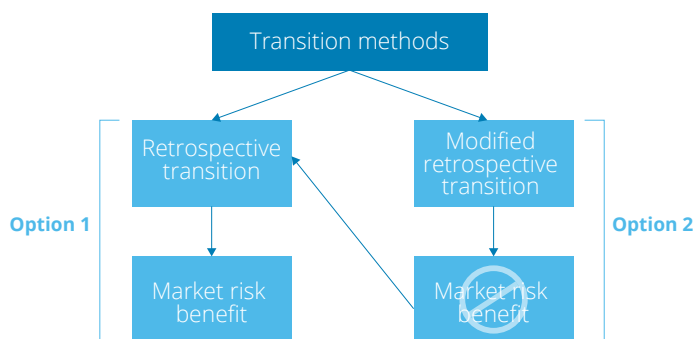 Transition methods
Retrospective
transition
Modified
retrospective
transition
Option 1
Option 2
Market risk
benefit
Market risk
benefit